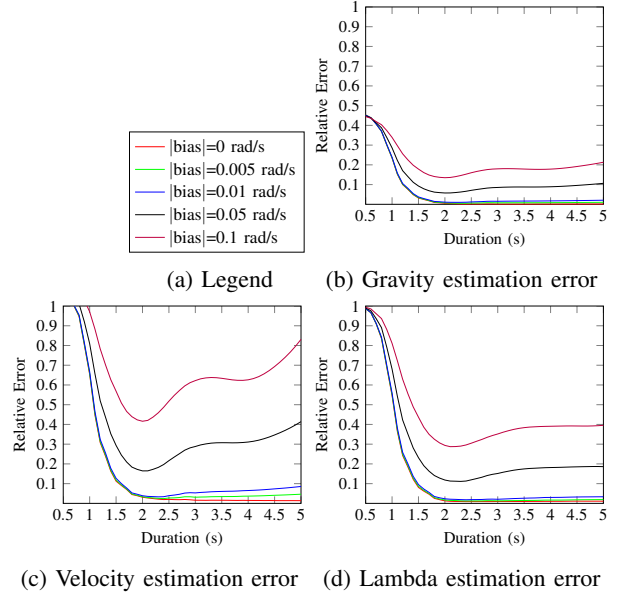 |bias|=0 rad/s
|bias|=0.005 rad/s
|bias|=0.01 rad/s
|bias|=0.05 rad/s
|bias|=0.1 rad/s
(a) Legend
Relative Error
1
0.9
0.8
0.7
0.6
0.5
0.4
0.3
0.2
0.1
0.5 1 1.5 2 2.5 3 3.5 4 4.5 5
Duration (s)
(b) Gravity estimation error
Relative Error
1
0.9
0.8
0.7
0.6
0.5
0.4
0.3
0.2
0.1
0.5 1 1.5 2 2.5 3 3.5 4 4.5 5
Duration (s)
(c) Velocity estimation error
Relative Error
1
0.9
0.8
0.7
0.6
0.5
0.4
0.3
0.2
0.1
0.5 1 1.5 2 2.5 3 3.5 4 4.5 5
Duration (s)
(d) Lambda estimation error